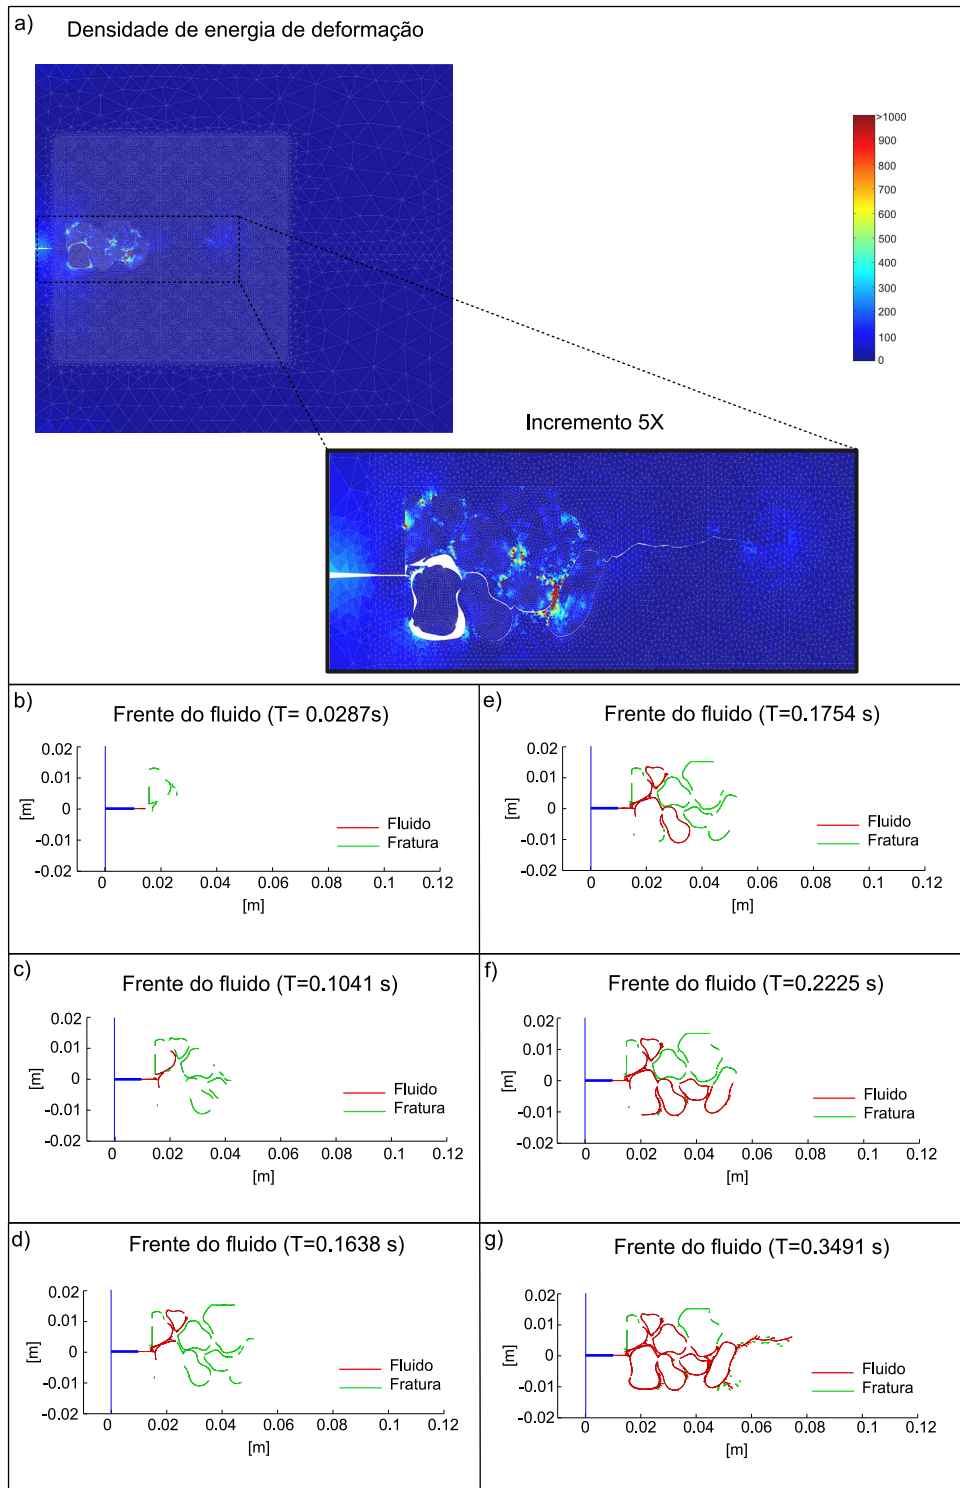 a)
Densidade de energia de deformação
>1000
900
800
700
600
500
400
300
200
100
0
Incremento 5X
b)
Frente do fluido (T= 0.0287s)
0.02
0.01
0
-0.01
-0.02
[m]
Fluido
Fratura
0 0.02 0.04 0.06 0.08 0.1 0.12
[m]
c)
Frente do fluido (T=0.1041 s)
0.02
0.01
0
-0.01
-0.02
[m]
Fluido
Fratura
0 0.02 0.04 0.06 0.08 0.1 0.12
[m]
d)
Frente do fluido (T=0.1638 s)
0.02
0.01
0
-0.01
-0.02
[m]
Fluido
Fratura
0 0.02 0.04 0.06 0.08 0.1 0.12
[m]
e)
Frente do fluido (T=0.1754 s)
0.02
0.01
0
-0.01
-0.02
[m]
Fluido
Fratura
0 0.02 0.04 0.06 0.08 0.1 0.12
[m]
f)
Frente do fluido (T=0.2225 s)
0.02
0.01
0
-0.01
-0.02
[m]
Fluido
Fratura
0 0.02 0.04 0.06 0.08 0.1 0.12
[m]
g)
Frente do fluido (T=0.3491 s)
0.02
0.01
0
-0.01
-0.02
[m]
Fluido
Fratura
0 0.02 0.04 0.06 0.08 0.1 0.12
[m]